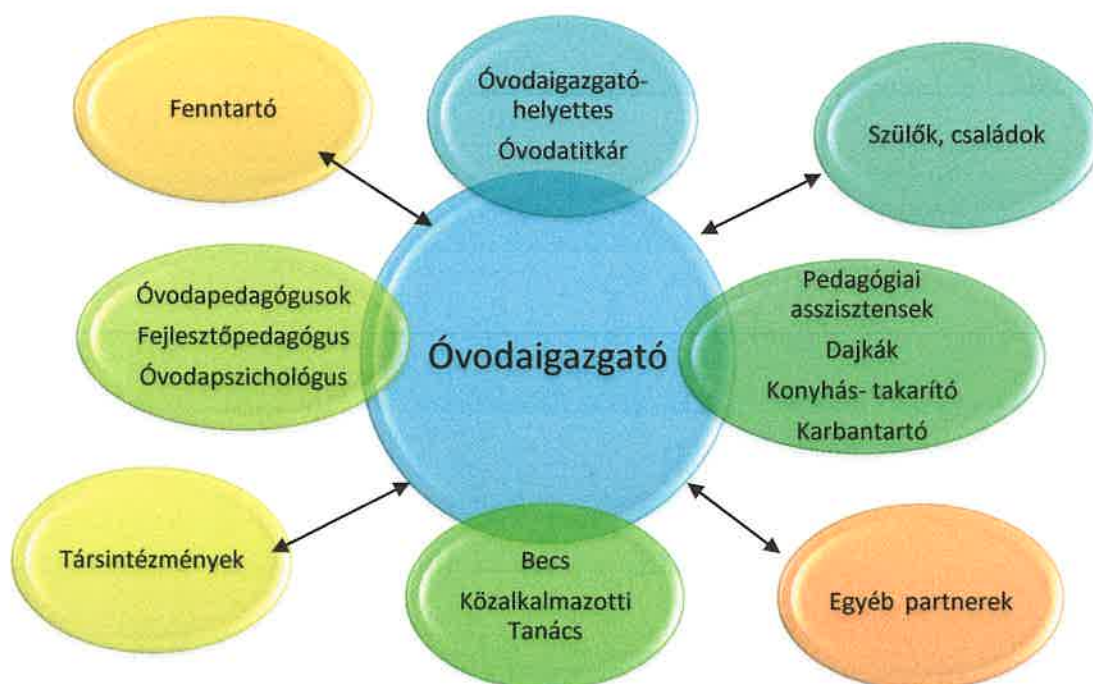 Fenntartó
Óvodaigazgató-
helyettes
Óvodatitkár
Szülők, családok
Óvodapedagógusok
Fejlesztőpedagógus
Óvodapszichológus
Óvodaigazgató
Pedagógiai
asszisztensek
Dajkák
Konyhás- takarító
Karbantartó
Társintézmények
Becs
Közalkalmazotti
Tanács
Egyéb partnerek